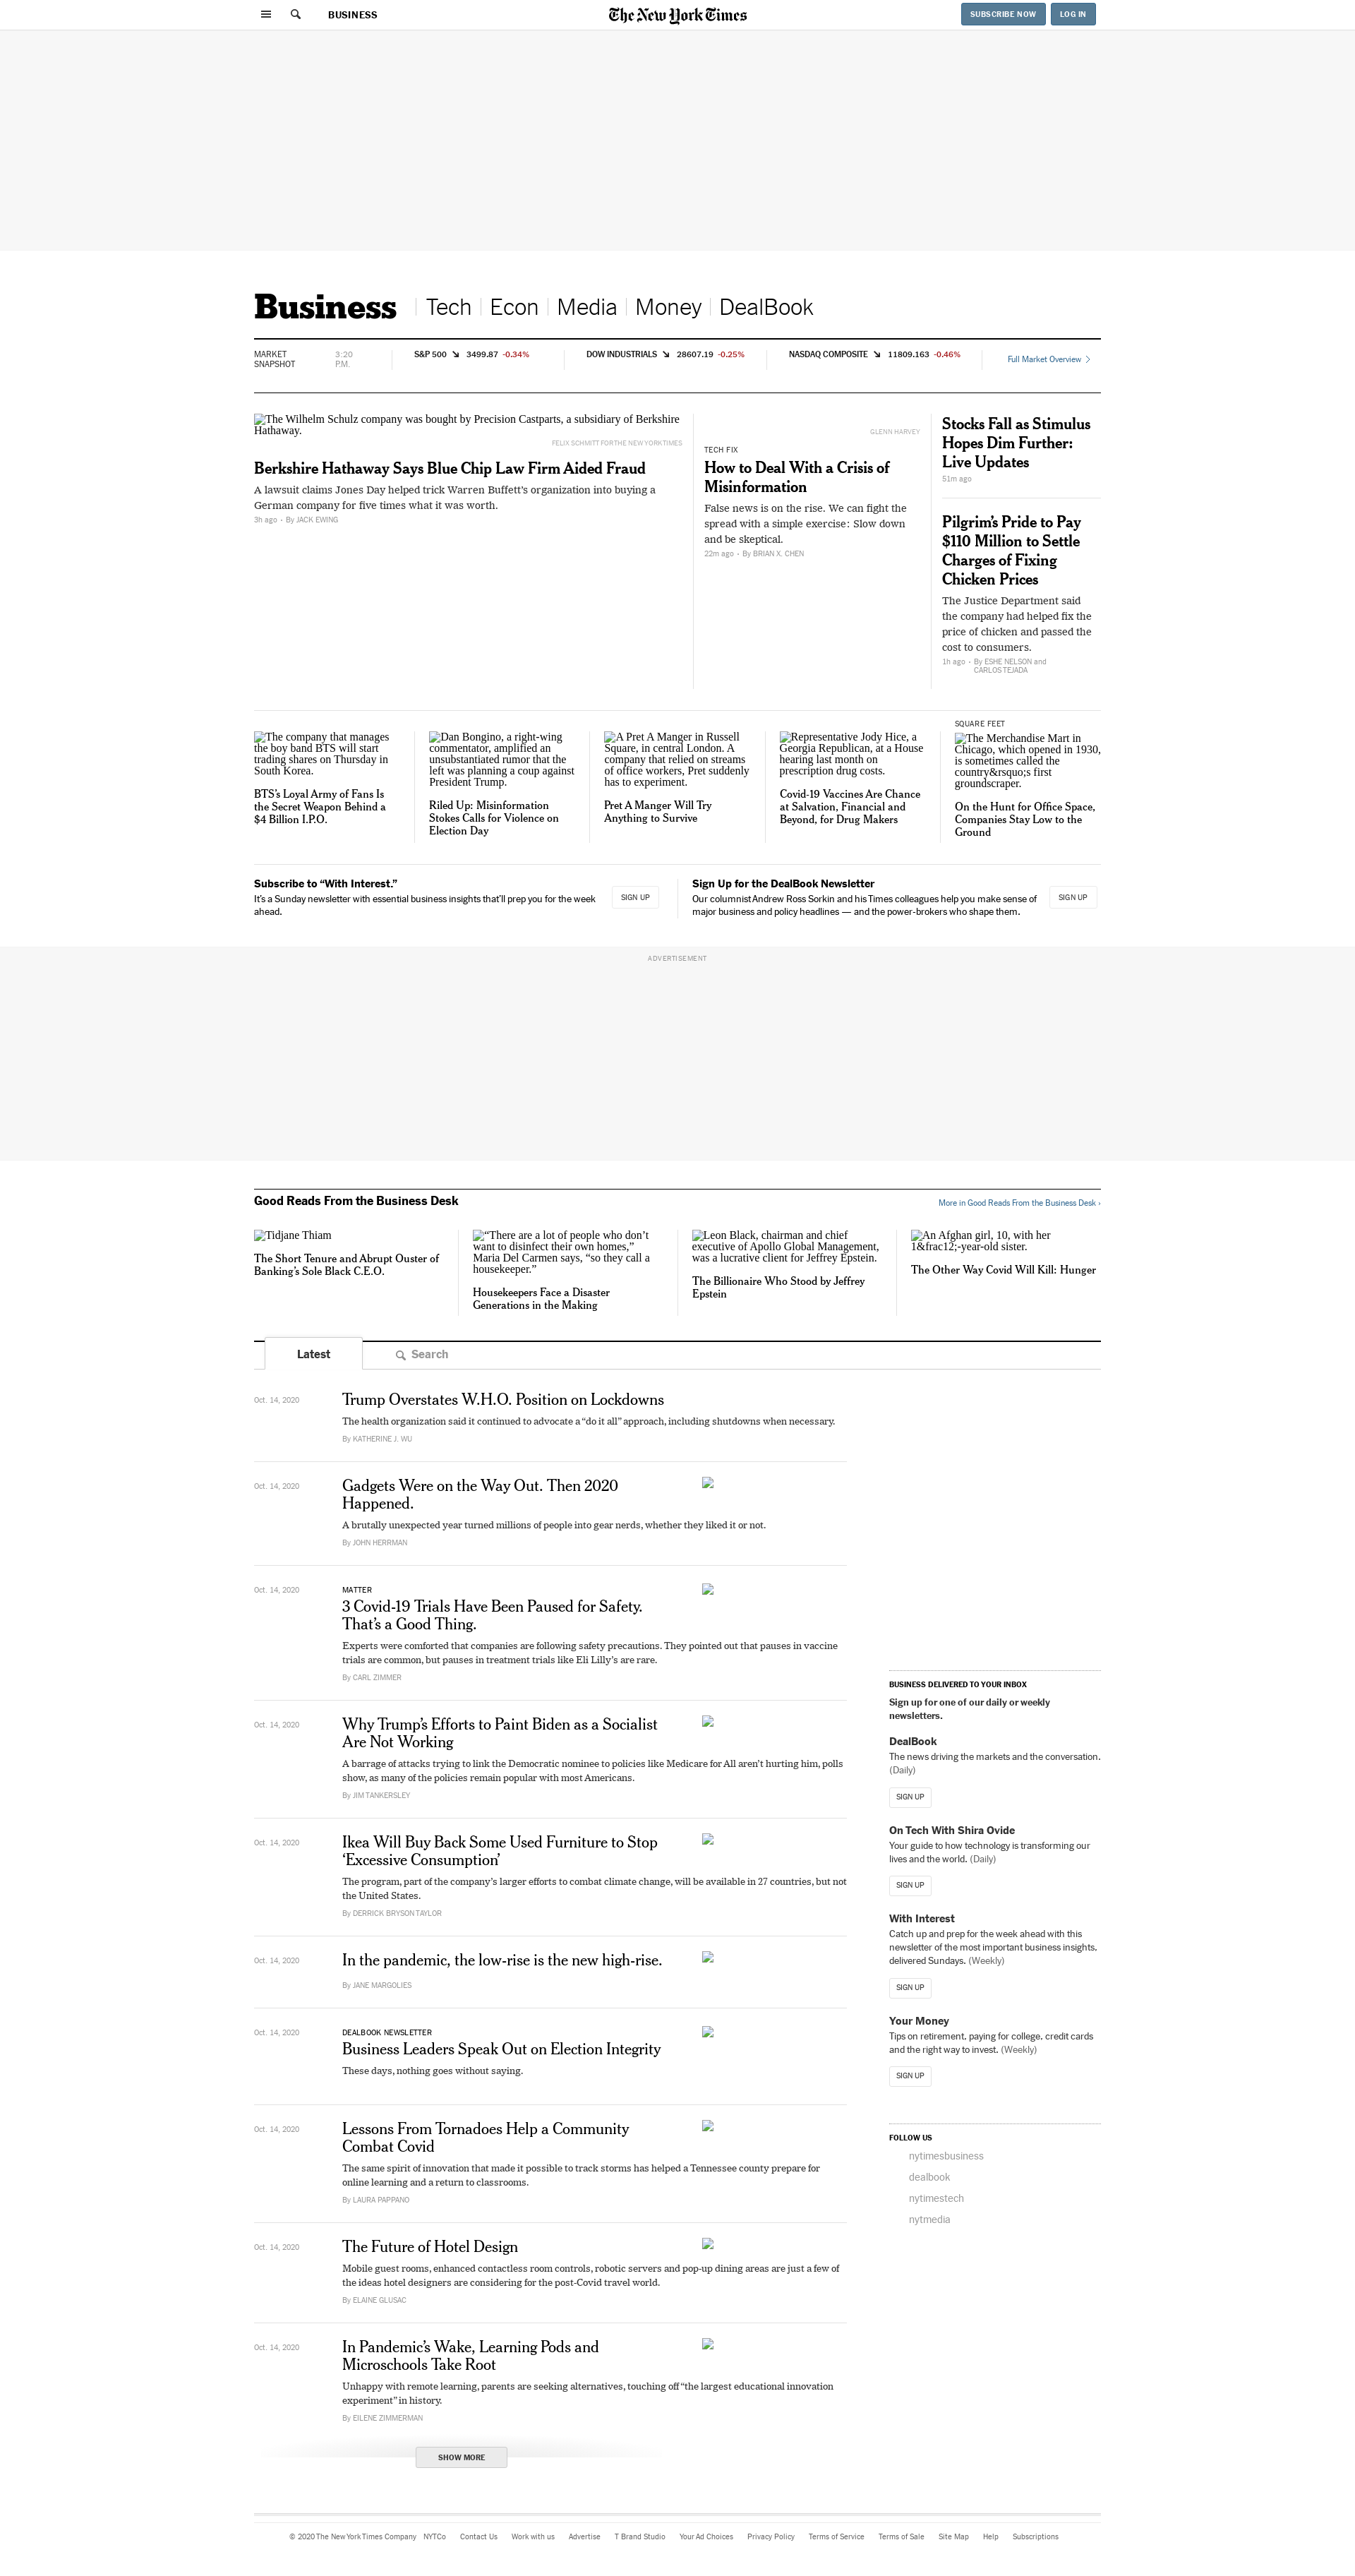 BUSINESS
The New York Times
SUBSCRIBE NOW
LOG IN
Business
Tech
Econ
Media
Money
DealBook
MARKET
SNAPSHOT
3:20
P.M.
S&P 500 3499.87 -0.34%
DOW INDUSTRIALS 28607.19 -0.25%
NASDAQ COMPOSITE 11809.163 -0.46%
Full Market Overview
The Wilhelm Schulz company was bought by Precision Castparts, a subsidiary of Berkshire
Hathaway.
FELIX SCHMITT FOR THE NEW YORK TIMES
Berkshire Hathaway Says Blue Chip Law Firm Aided Fraud
A lawsuit claims Jones Day helped trick Warren Buffett’s organization into buying a
German company for five times what it was worth.
3h ago • By JACK EWING
GLENN HARVEY
TECH FIX
How to Deal With a Crisis of
Misinformation
False news is on the rise. We can fight the
spread with a simple exercise: Slow down
and be skeptical.
22m ago • By BRIAN X. CHEN
Stocks Fall as Stimulus
Hopes Dim Further:
Live Updates
51m ago
Pilgrim’s Pride to Pay
$110 Million to Settle
Charges of Fixing
Chicken Prices
The Justice Department said
the company had helped fix the
price of chicken and passed the
cost to consumers.
1h ago • By ESHE NELSON and
CARLOS TEJADA
The company that manages
the boy band BTS will start
trading shares on Thursday in
South Korea.
BTS’s Loyal Army of Fans Is
the Secret Weapon Behind a
$4 Billion I.P.O.
Dan Bongino, a right-wing
commentator, amplified an
unsubstantiated rumor that the
left was planning a coup against
President Trump.
Riled Up: Misinformation
Stokes Calls for Violence on
Election Day
A Pret A Manger in Russell
Square, in central London. A
company that relied on streams
of office workers, Pret suddenly
has to experiment.
Pret A Manger Will Try
Anything to Survive
Representative Jody Hice, a
Georgia Republican, at a House
hearing last month on
prescription drug costs.
Covid-19 Vaccines Are Chance
at Salvation, Financial and
Beyond, for Drug Makers
SQUARE FEET
The Merchandise Mart in
Chicago, which opened in 1930,
is sometimes called the
country&rsquo;s first
groundscraper.
On the Hunt for Office Space,
Companies Stay Low to the
Ground
Subscribe to “With Interest.”
It’s a Sunday newsletter with essential business insights that’ll prep you for the week
ahead.
SIGN UP
Sign Up for the DealBook Newsletter
Our columnist Andrew Ross Sorkin and his Times colleagues help you make sense of
major business and policy headlines — and the power-brokers who shape them.
SIGN UP
ADVERTISEMENT
Good Reads From the Business Desk
More in Good Reads From the Business Desk ›
Tidjane Thiam
The Short Tenure and Abrupt Ouster of
Banking’s Sole Black C.E.O.
“There are a lot of people who don’t
want to disinfect their own homes,”
Maria Del Carmen says, “so they call a
housekeeper.”
Housekeepers Face a Disaster
Generations in the Making
Leon Black, chairman and chief
executive of Apollo Global Management,
was a lucrative client for Jeffrey Epstein.
The Billionaire Who Stood by Jeffrey
Epstein
An Afghan girl, 10, with her
1&frac12;-year-old sister.
The Other Way Covid Will Kill: Hunger
Latest
Search
Oct. 14, 2020
Trump Overstates W.H.O. Position on Lockdowns
The health organization said it continued to advocate a “do it all” approach, including shutdowns when necessary.
By KATHERINE J. WU
Oct. 14, 2020
Gadgets Were on the Way Out. Then 2020
Happened.
A brutally unexpected year turned millions of people into gear nerds, whether they liked it or not.
By JOHN HERRMAN
Oct. 14, 2020
MATTER
3 Covid-19 Trials Have Been Paused for Safety.
That’s a Good Thing.
Experts were comforted that companies are following safety precautions. They pointed out that pauses in vaccine
trials are common, but pauses in treatment trials like Eli Lilly’s are rare.
By CARL ZIMMER
Oct. 14, 2020
Why Trump’s Efforts to Paint Biden as a Socialist
Are Not Working
A barrage of attacks trying to link the Democratic nominee to policies like Medicare for All aren’t hurting him, polls
show, as many of the policies remain popular with most Americans.
By JIM TANKERSLEY
Oct. 14, 2020
Ikea Will Buy Back Some Used Furniture to Stop
‘Excessive Consumption’
The program, part of the company’s larger efforts to combat climate change, will be available in 27 countries, but not
the United States.
By DERRICK BRYSON TAYLOR
Oct. 14, 2020
In the pandemic, the low-rise is the new high-rise.
By JANE MARGOLIES
Oct. 14, 2020
DEALBOOK NEWSLETTER
Business Leaders Speak Out on Election Integrity
These days, nothing goes without saying.
Oct. 14, 2020
Lessons From Tornadoes Help a Community
Combat Covid
The same spirit of innovation that made it possible to track storms has helped a Tennessee county prepare for
online learning and a return to classrooms.
By LAURA PAPPANO
Oct. 14, 2020
The Future of Hotel Design
Mobile guest rooms, enhanced contactless room controls, robotic servers and pop-up dining areas are just a few of
the ideas hotel designers are considering for the post-Covid travel world.
By ELAINE GLUSAC
Oct. 14, 2020
In Pandemic’s Wake, Learning Pods and
Microschools Take Root
Unhappy with remote learning, parents are seeking alternatives, touching off “the largest educational innovation
experiment” in history.
By EILENE ZIMMERMAN
SHOW MORE
BUSINESS DELIVERED TO YOUR INBOX
Sign up for one of our daily or weekly
newsletters.
DealBook
The news driving the markets and the conversation.
(Daily)
SIGN UP
On Tech With Shira Ovide
Your guide to how technology is transforming our
lives and the world. (Daily)
SIGN UP
With Interest
Catch up and prep for the week ahead with this
newsletter of the most important business insights,
delivered Sundays. (Weekly)
SIGN UP
Your Money
Tips on retirement, paying for college, credit cards
and the right way to invest. (Weekly)
SIGN UP
FOLLOW US
nytimesbusiness
dealbook
nytimestech
nytmedia
© 2020 The New York Times Company NYTCo Contact Us Work with us Advertise T Brand Studio Your Ad Choices Privacy Policy Terms of Service Terms of Sale Site Map Help Subscriptions